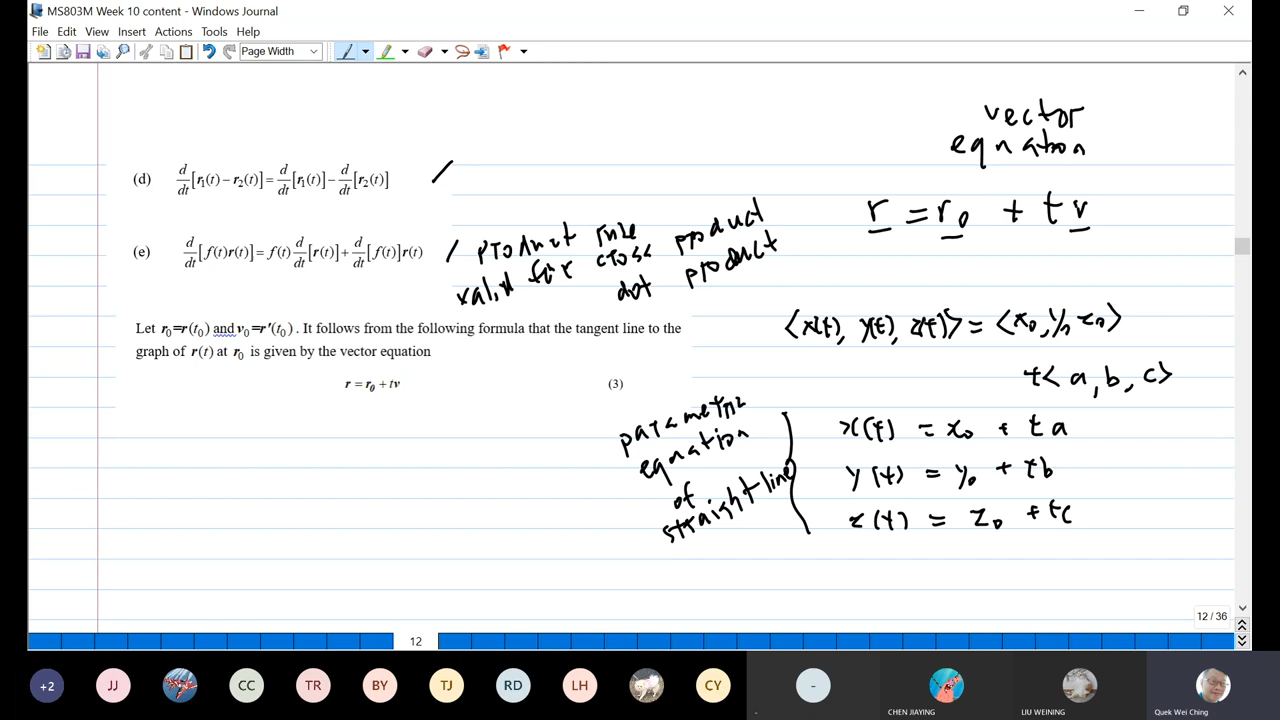 MS803M Week 10 content - Windows Journal
File Edit View Insert Actions Tools Help
Page Width
vector
equation
(d) d/dt[r₁(t) − r₂(t)] = d/dt[r₁(t)] − d/dt[r₂(t)]
r = r₀ + t v
(e) d/dt[f(t)r(t)] = f(t) d/dt[r(t)] + d/dt[f(t)]r(t)
product rule
valid for cross product
dot product
Let r₀=r(t₀) and v₀=r'(t₀). It follows from the following formula that the tangent line to the
graph of r(t) at r₀ is given by the vector equation
r = r₀ + tv (3)
<x(t), y(t), z(t)> = <x₀, y₀ z₀>
t< a, b, c>
parametric
equation
of
straight line
x(t) = x₀ + ta
y(t) = y₀ + tb
z(t) = z₀ + tc
12 / 36
12
+2 JJ CC TR BY TJ RD LH CY -
- CHEN JIAYING LIU WEINING Quek Wei Ching